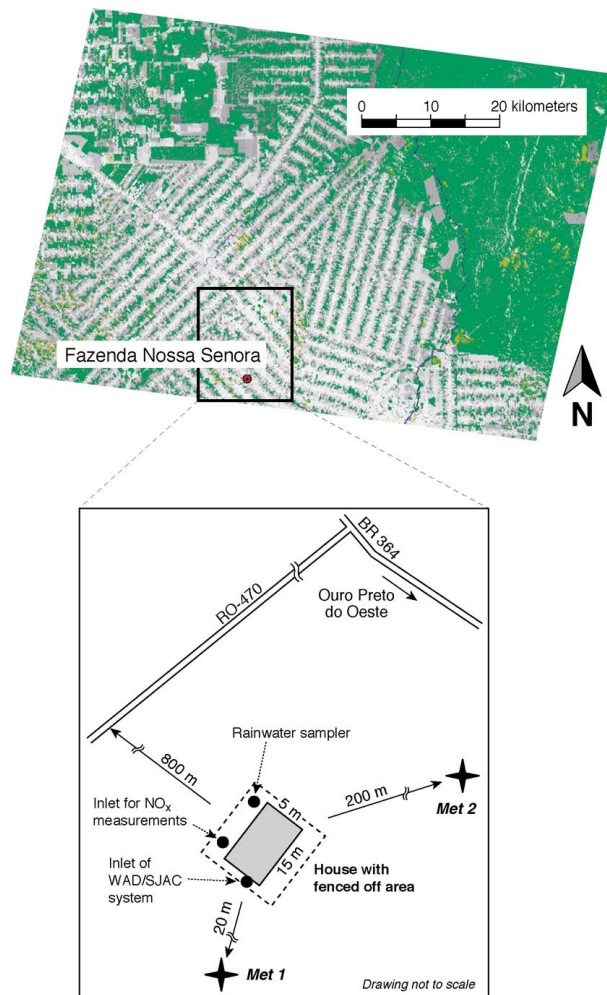 0 10 20 kilometers
Fazenda Nossa Senora
N
BR 364
RO-470
Ouro Preto
do Oeste
Rainwater sampler
800 m
5 m
200 m
Met 2
Inlet for NOx
measurements
15 m
Inlet of
WAD/SJAC
system
House with
fenced off area
20 m
Met 1
Drawing not to scale